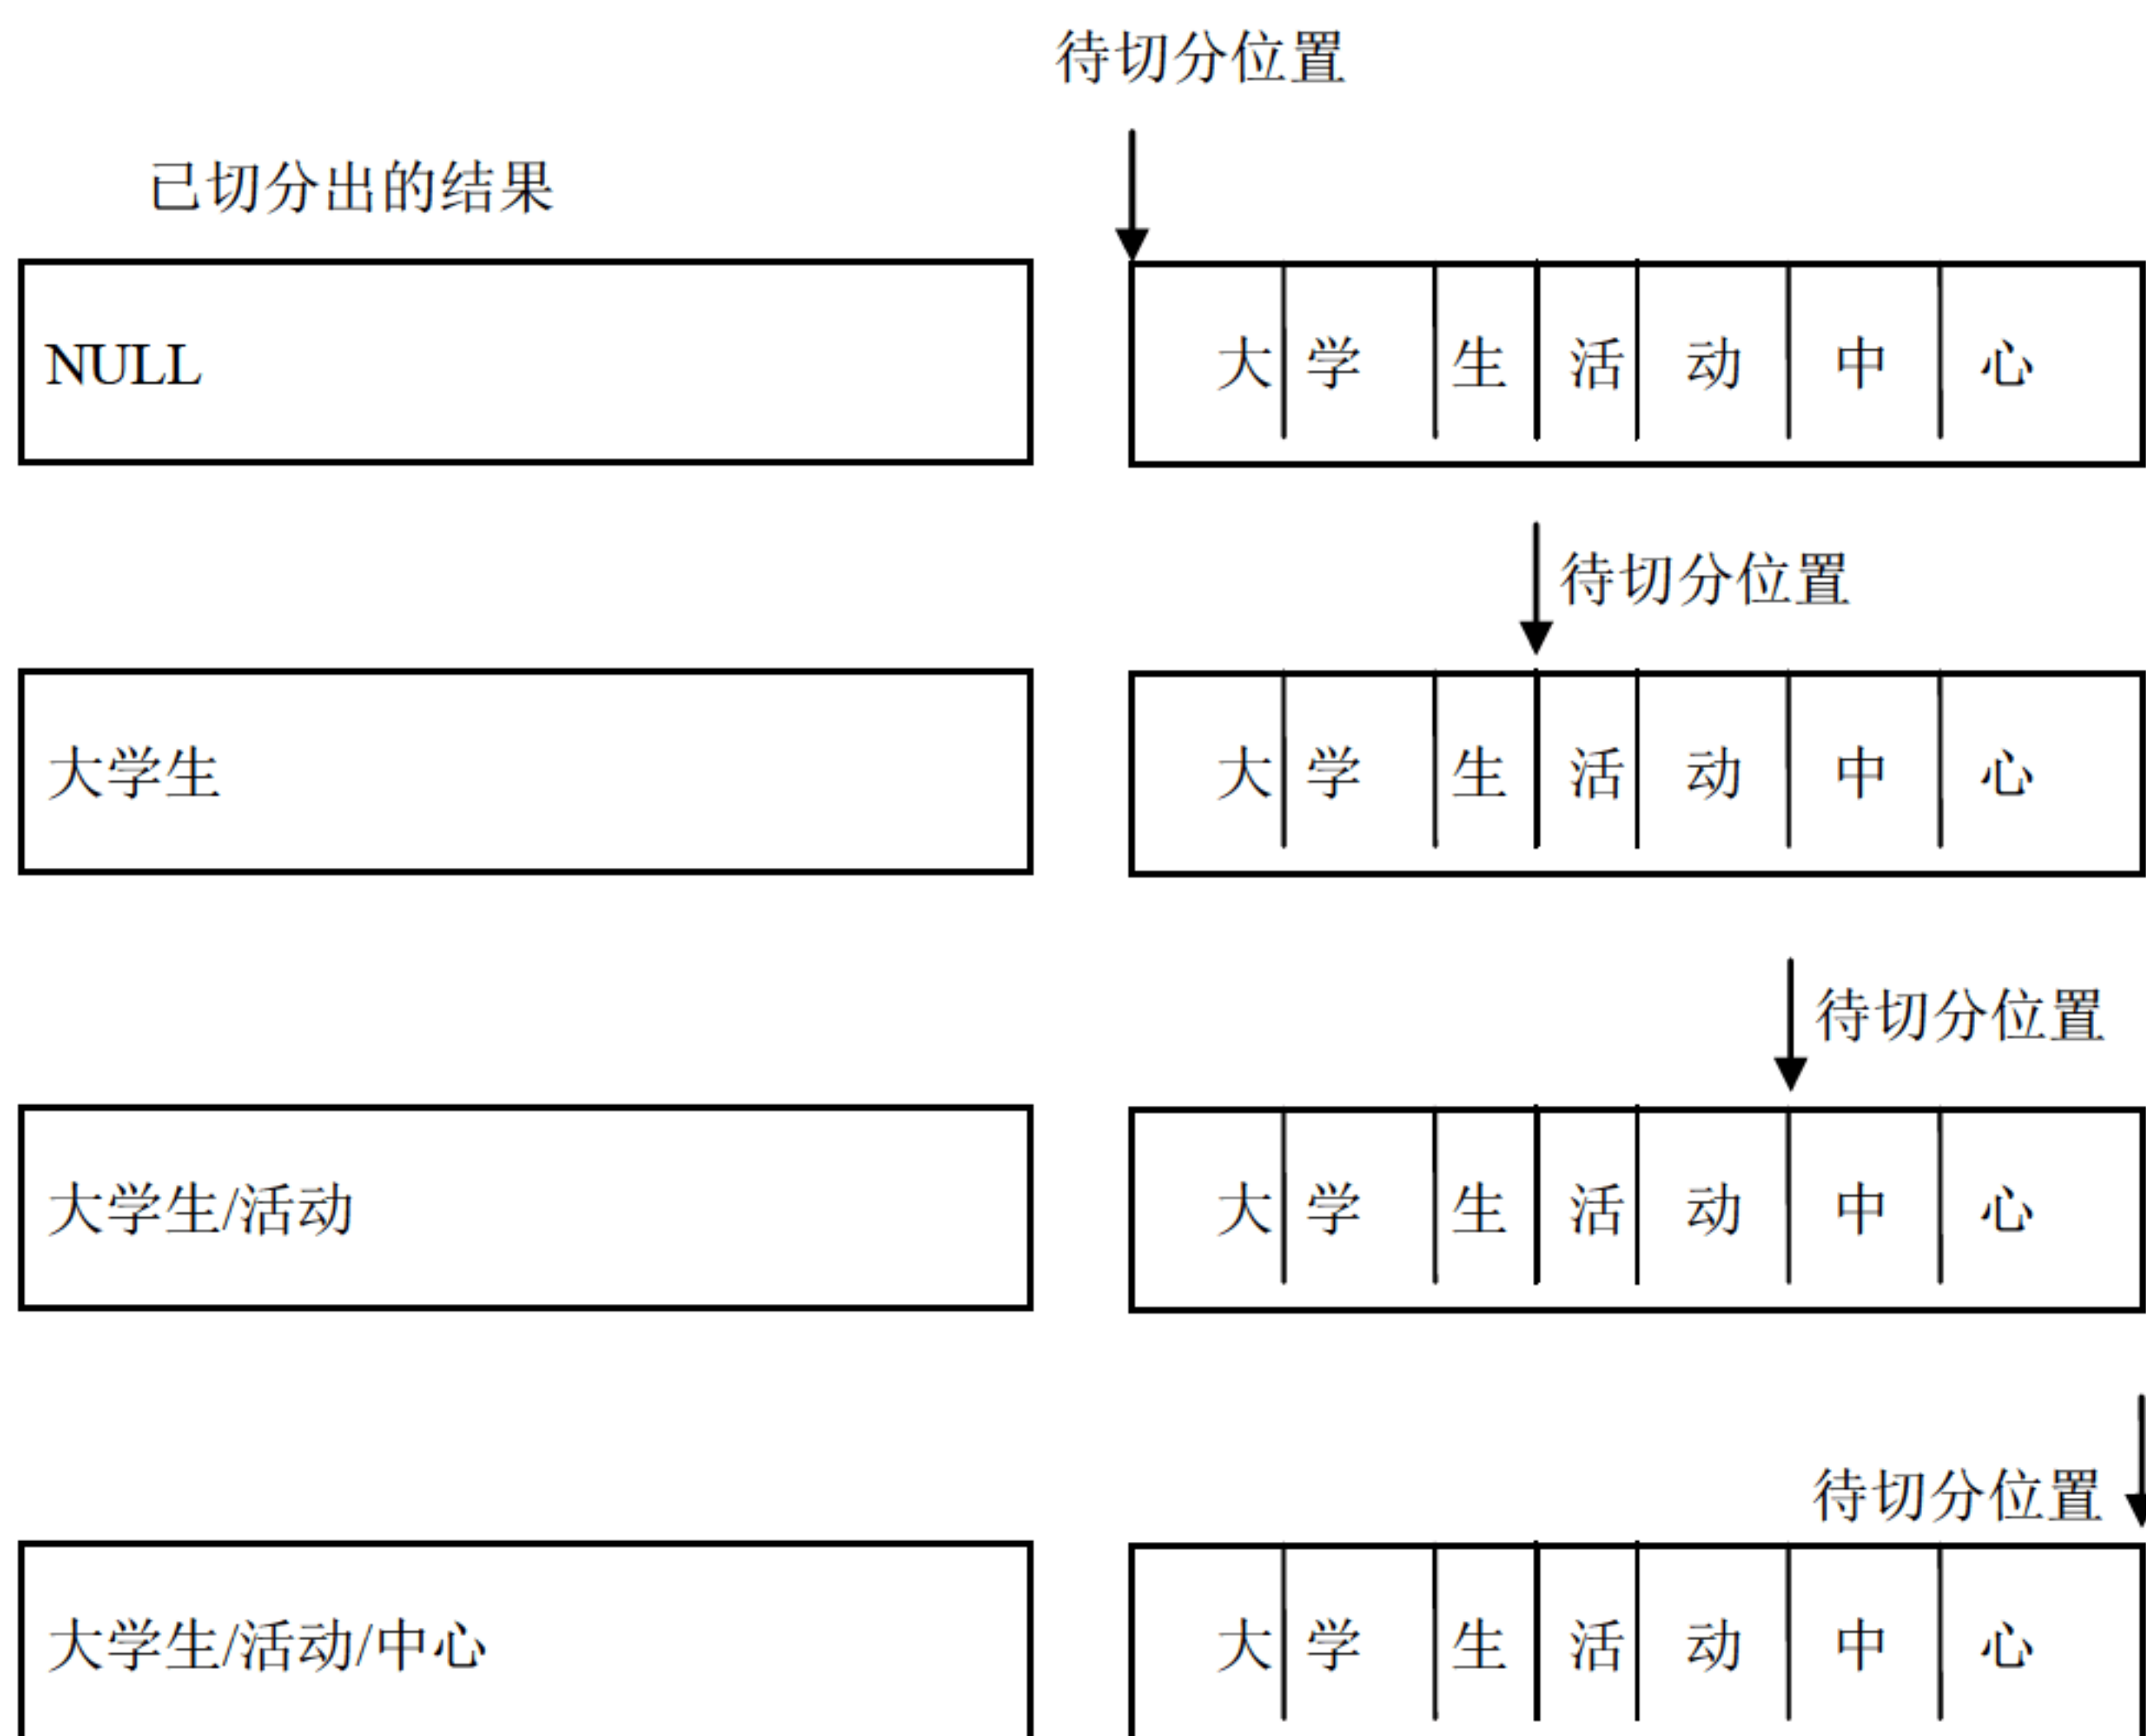 待切分位置
已切分出的结果
NULL
大 学 生 活 动 中 心
待切分位置
大学生
大 学 生 活 动 中 心
待切分位置
大学生/活动
大 学 生 活 动 中 心
待切分位置
大学生/活动/中心
大 学 生 活 动 中 心